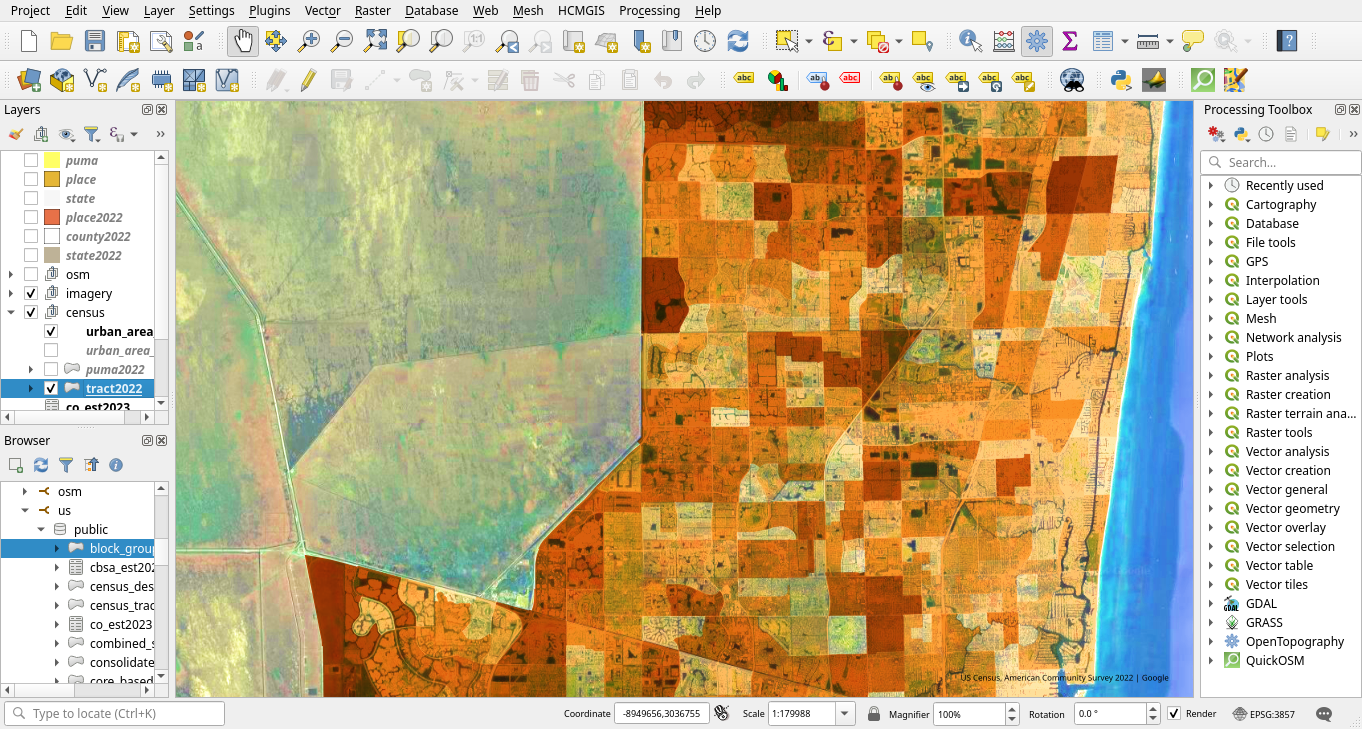 Project Edit View Layer Settings Plugins Vector Raster Database Web Mesh HCMGIS Processing Help
Layers
puma
place
state
place2022
county2022
state2022
osm
imagery
census
urban_area
urban_area_
puma2022
tract2022
co_est2023
Browser
osm
us
public
block_grou
cbsa_est202
census_des
census_trac
co_est2023
combined_s
consolidate
core_based
US Census, American Community Survey 2022 | Google
Processing Toolbox
Search...
Recently used
Cartography
Database
File tools
GPS
Interpolation
Layer tools
Mesh
Network analysis
Plots
Raster analysis
Raster creation
Raster terrain ana...
Raster tools
Vector analysis
Vector creation
Vector general
Vector geometry
Vector overlay
Vector selection
Vector table
Vector tiles
GDAL
GRASS
OpenTopography
QuickOSM
Type to locate (Ctrl+K) Coordinate -8949656,3036755 Scale 1:179988 Magnifier 100% Rotation 0.0 ° Render EPSG:3857